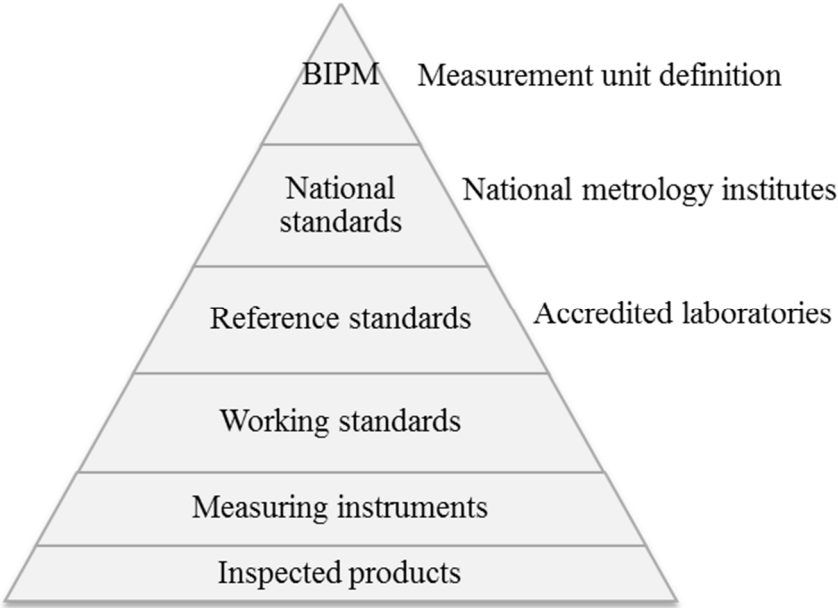 BIPM
Measurement unit definition
National
standards
National metrology institutes
Reference standards
Accredited laboratories
Working standards
Measuring instruments
Inspected products